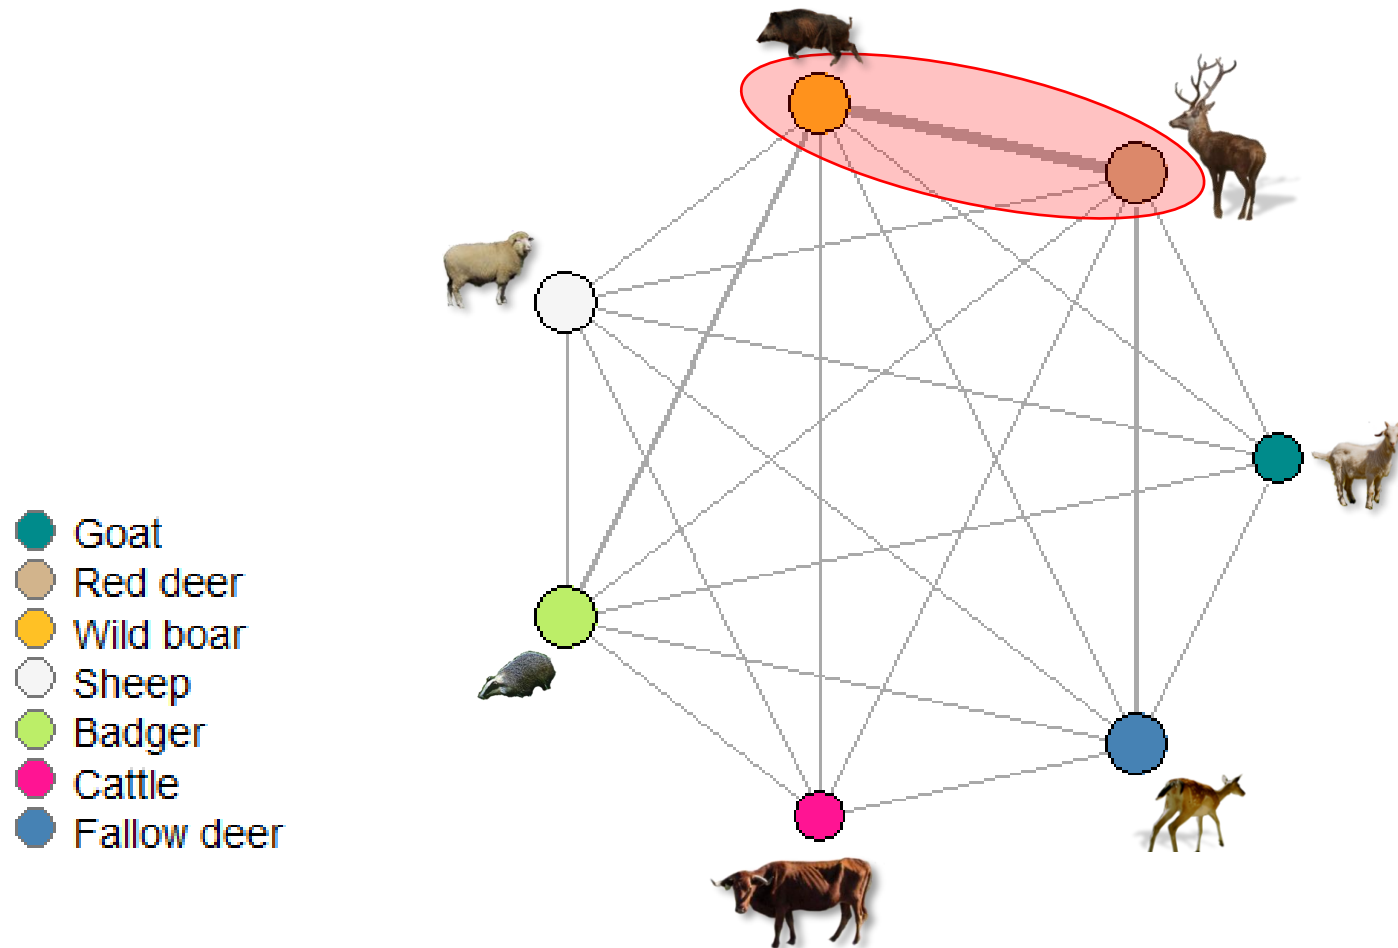 Goat
Red deer
Wild boar
Sheep
Badger
Cattle
Fallow deer